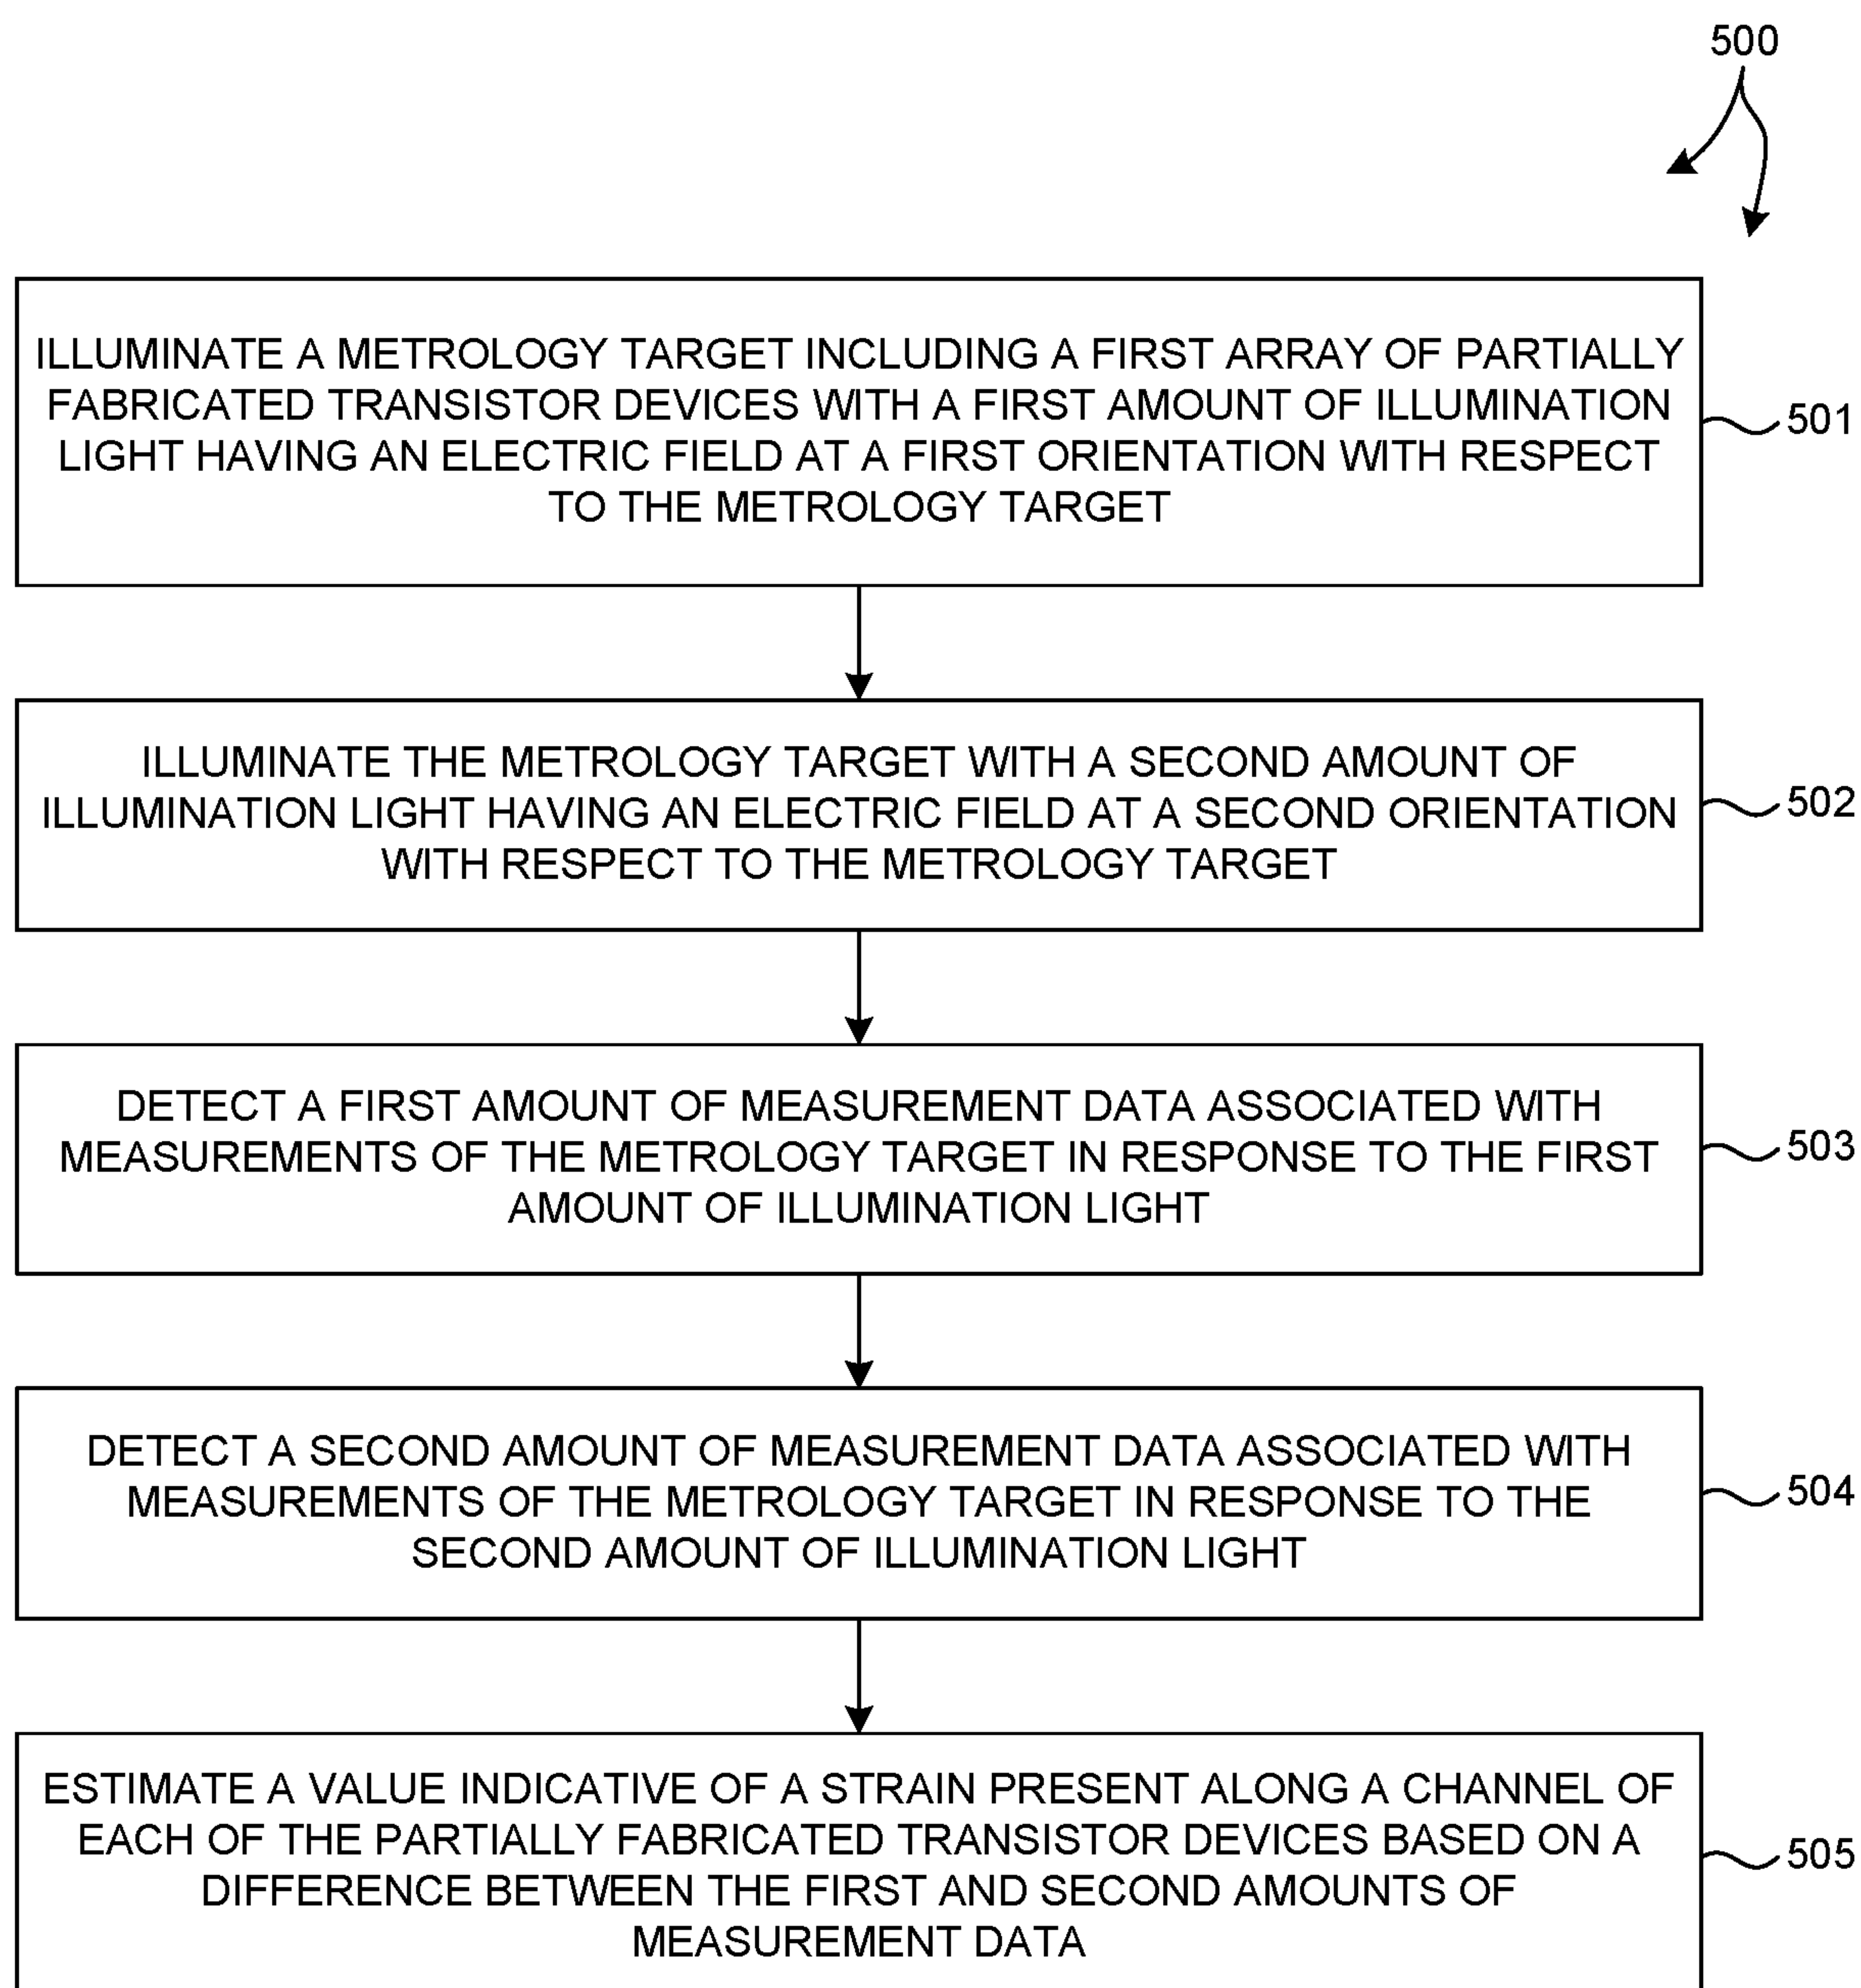 500
ILLUMINATE A METROLOGY TARGET INCLUDING A FIRST ARRAY OF PARTIALLY
FABRICATED TRANSISTOR DEVICES WITH A FIRST AMOUNT OF ILLUMINATION
LIGHT HAVING AN ELECTRIC FIELD AT A FIRST ORIENTATION WITH RESPECT
TO THE METROLOGY TARGET
501
ILLUMINATE THE METROLOGY TARGET WITH A SECOND AMOUNT OF
ILLUMINATION LIGHT HAVING AN ELECTRIC FIELD AT A SECOND ORIENTATION
WITH RESPECT TO THE METROLOGY TARGET
502
DETECT A FIRST AMOUNT OF MEASUREMENT DATA ASSOCIATED WITH
MEASUREMENTS OF THE METROLOGY TARGET IN RESPONSE TO THE FIRST
AMOUNT OF ILLUMINATION LIGHT
503
DETECT A SECOND AMOUNT OF MEASUREMENT DATA ASSOCIATED WITH
MEASUREMENTS OF THE METROLOGY TARGET IN RESPONSE TO THE
SECOND AMOUNT OF ILLUMINATION LIGHT
504
ESTIMATE A VALUE INDICATIVE OF A STRAIN PRESENT ALONG A CHANNEL OF
EACH OF THE PARTIALLY FABRICATED TRANSISTOR DEVICES BASED ON A
DIFFERENCE BETWEEN THE FIRST AND SECOND AMOUNTS OF
MEASUREMENT DATA
505